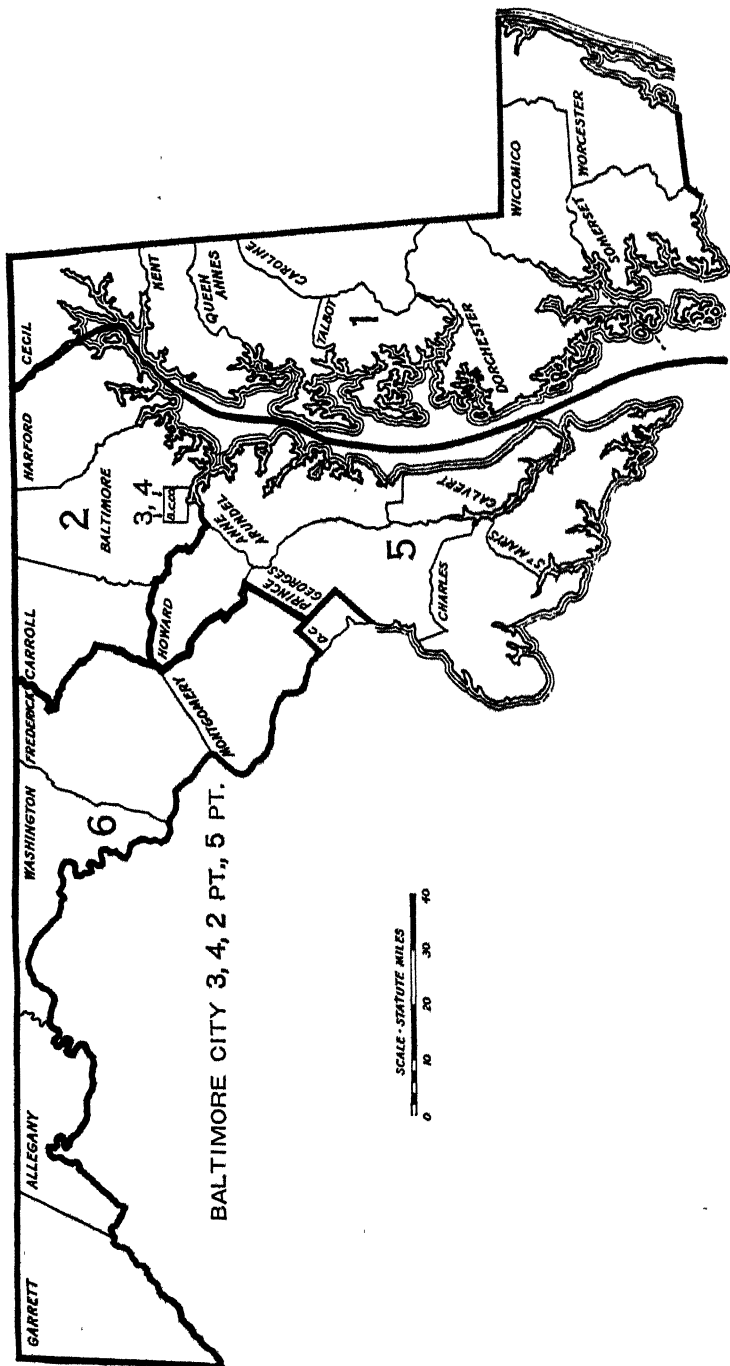 GARRETT
ALLEGANY
WASHINGTON
FREDERICK
CARROLL
HARFORD
CECIL
2
BALTIMORE
3, 4
B.CO.
6
HOWARD
MONTGOMERY
ANNE
ARUNDEL
PRINCE
GEORGES
D.C.
KENT
QUEEN
ANNES
CAROLINE
TALBOT
1
DORCHESTER
WICOMICO
WORCESTER
SOMERSET
5
CALVERT
CHARLES
ST MARYS
BALTIMORE CITY 3, 4, 2 PT., 5 PT.
SCALE - STATUTE MILES
0 10 20 30 40